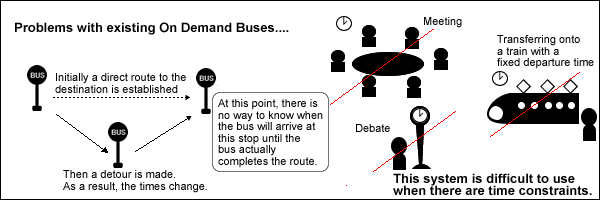 Problems with existing On Demand Buses....
BUS
Initially a direct route to the
destination is established
BUS
BUS
Then a detour is made.
As a result, the times change.
At this point, there is
no way to know when
the bus will arrive at
this stop until the
bus actually
completes the route.
Meeting
Debate
Transferring onto
a train with a
fixed departure time
This system is difficult to use
when there are time constraints.